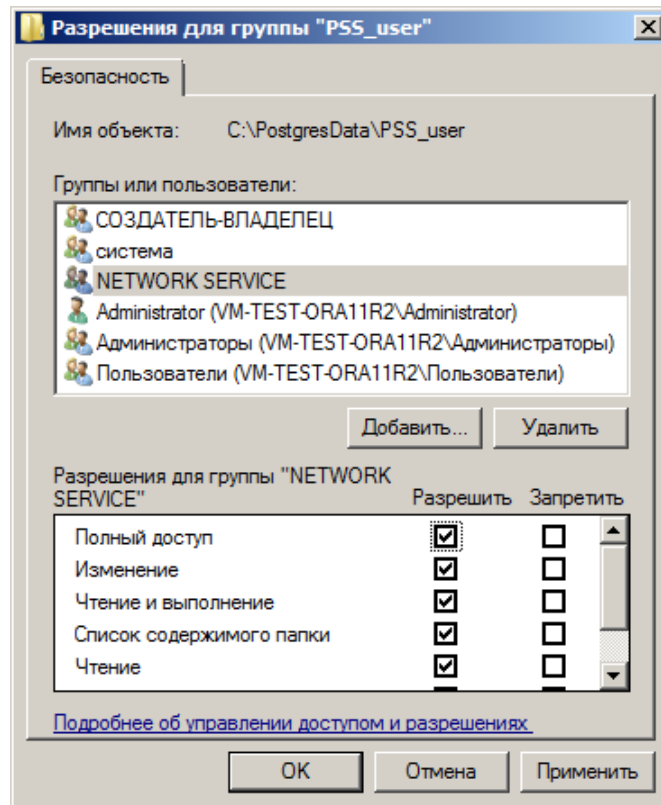 Разрешения для группы "PSS_user"
Безопасность
Имя объекта: C:\PostgresData\PSS_user
Группы или пользователи:
СОЗДАТЕЛЬ-ВЛАДЕЛЕЦ
система
NETWORK SERVICE
Administrator (VM-TEST-ORA11R2\Administrator)
Администраторы (VM-TEST-ORA11R2\Администраторы)
Пользователи (VM-TEST-ORA11R2\Пользователи)
Добавить... Удалить
Разрешения для группы "NETWORK
SERVICE" Разрешить Запретить
Полный доступ
Изменение
Чтение и выполнение
Список содержимого папки
Чтение
Подробнее об управлении доступом и разрешениях
OK Отмена Применить